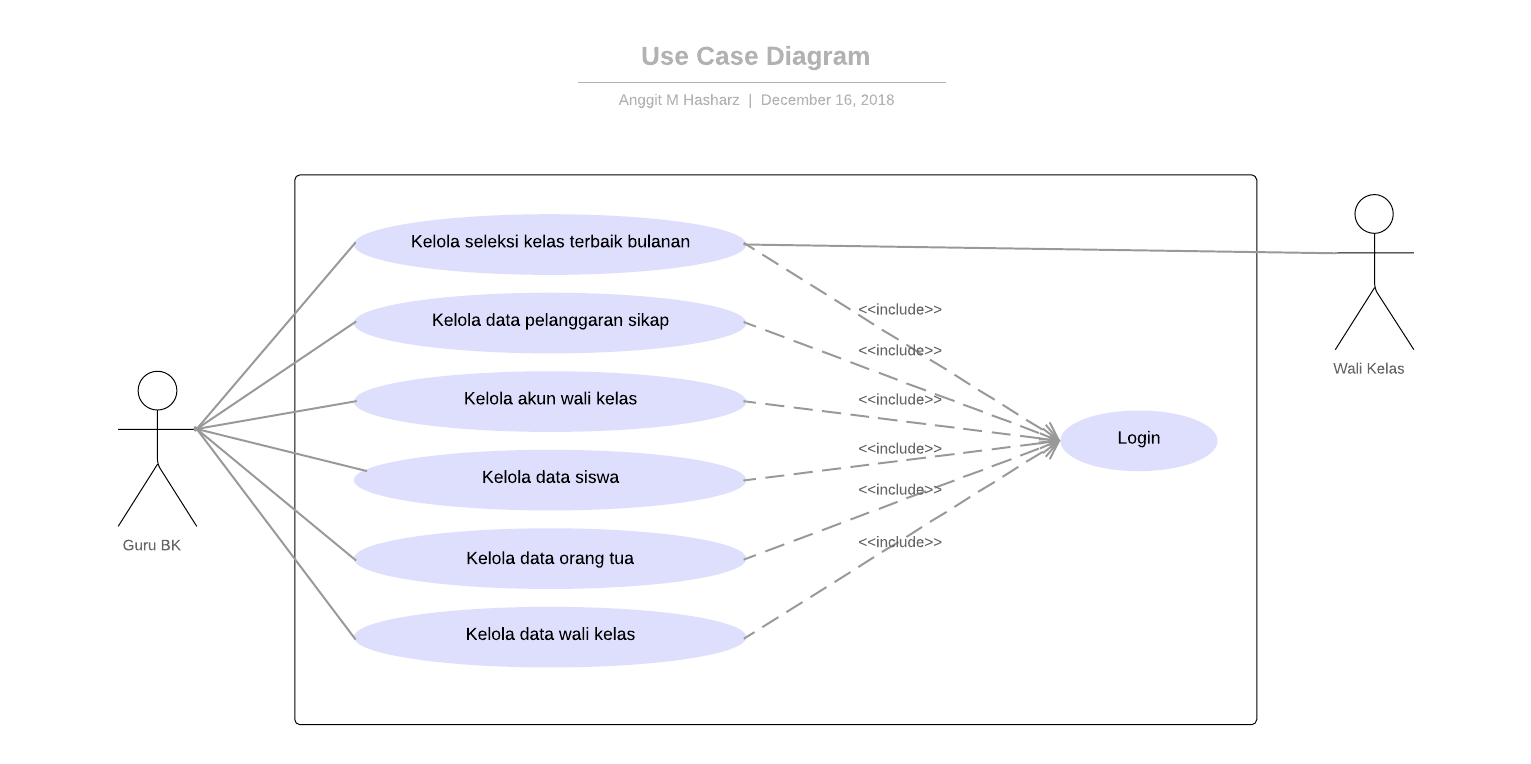 Use Case Diagram
Anggit M Hasharz | December 16, 2018
Kelola seleksi kelas terbaik bulanan
<<include>>
Kelola data pelanggaran sikap
<<include>>
Wali Kelas
Kelola akun wali kelas
<<include>>
Login
<<include>>
Kelola data siswa
<<include>>
Guru BK
<<include>>
Kelola data orang tua
Kelola data wali kelas